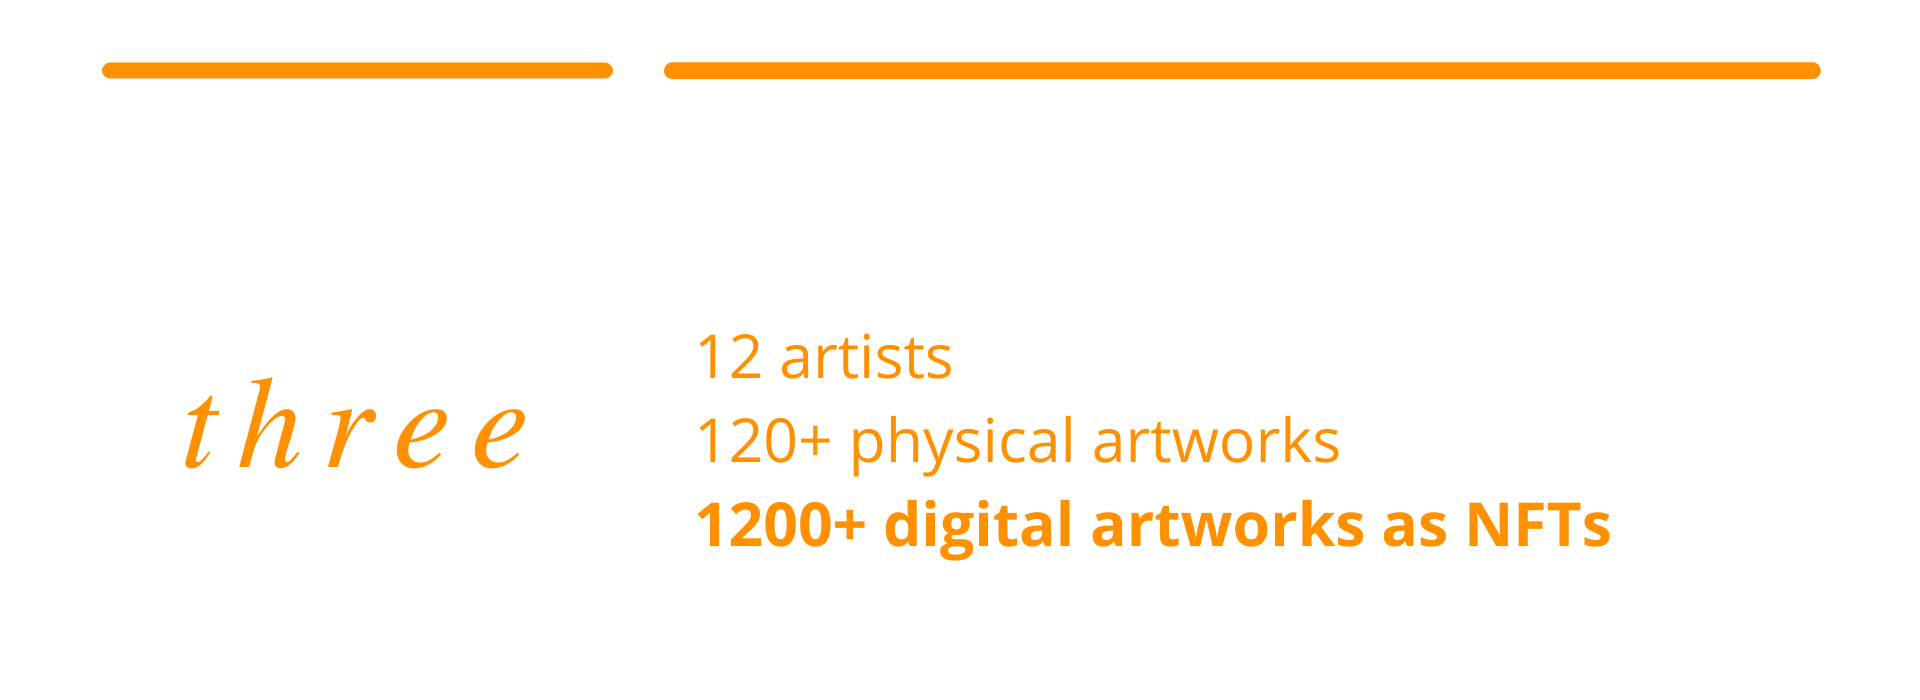 three
12 artists
120+ physical artworks
1200+ digital artworks as NFTs